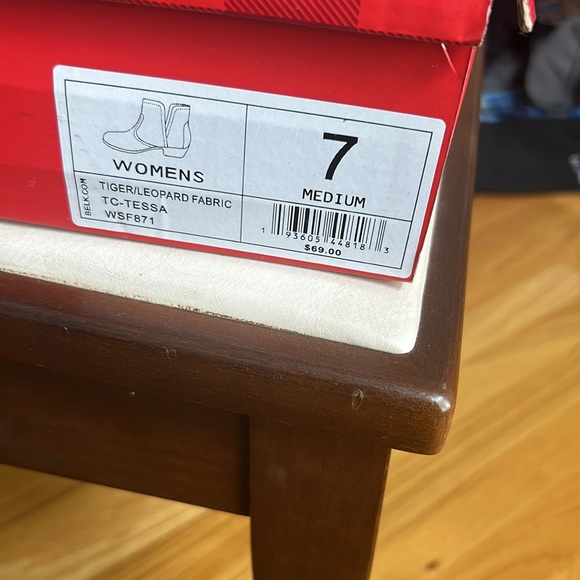 WOMENS
BELK.COM
TIGER/LEOPARD FABRIC
TC-TESSA
WSF871
7
MEDIUM
1 93605 44818 3
$69.00